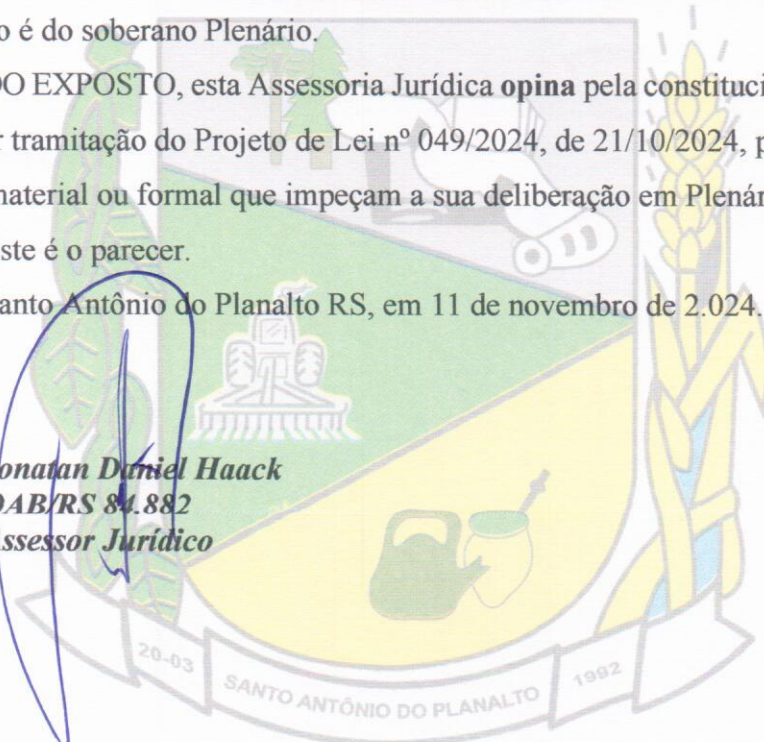 o é do soberano Plenário.
DO EXPOSTO, esta Assessoria Jurídica opina pela constituci
r tramitação do Projeto de Lei nº 049/2024, de 21/10/2024, p
material ou formal que impeçam a sua deliberação em Plenár
ste é o parecer.
anto Antônio do Planalto RS, em 11 de novembro de 2.024.
onatan Daniel Haack
OAB/RS 84.882
ssessor Jurídico
20-03 SANTO ANTÔNIO DO PLANALTO 1992